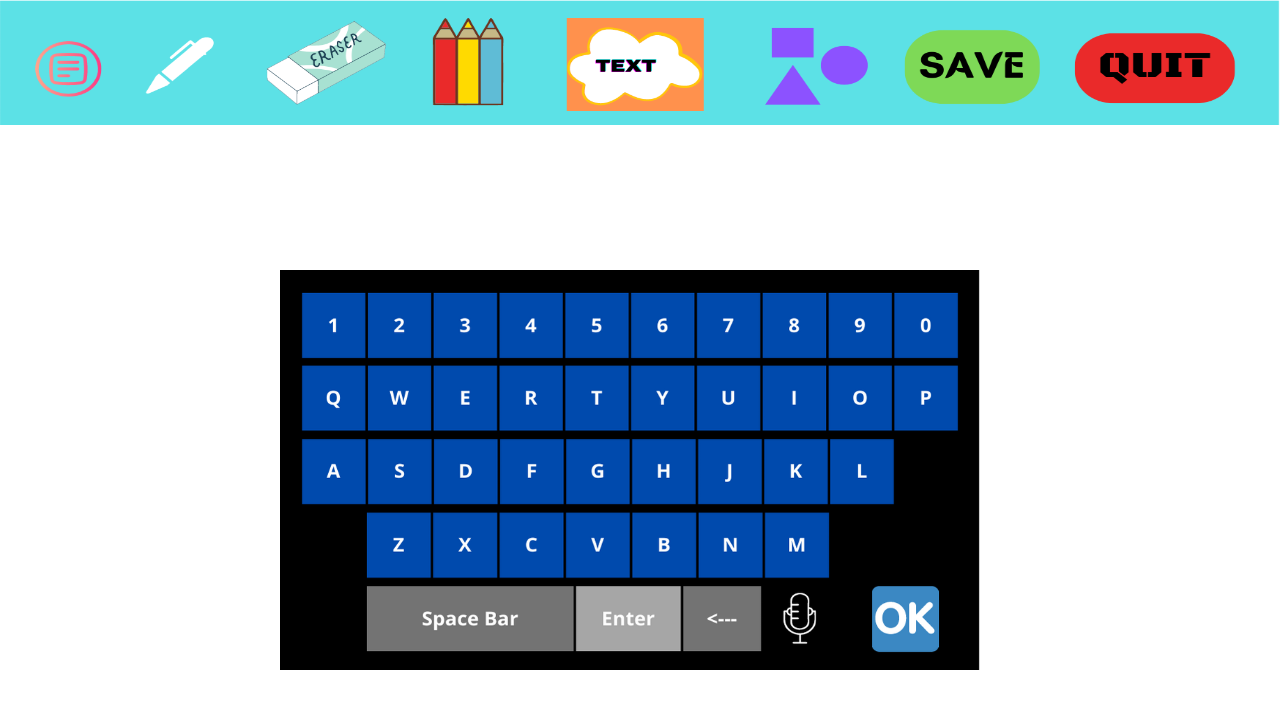 ERASER TEXT SAVE QUIT
1 2 3 4 5 6 7 8 9 0
Q W E R T Y U I O P
A S D F G H J K L
Z X C V B N M
Space Bar Enter <--- OK